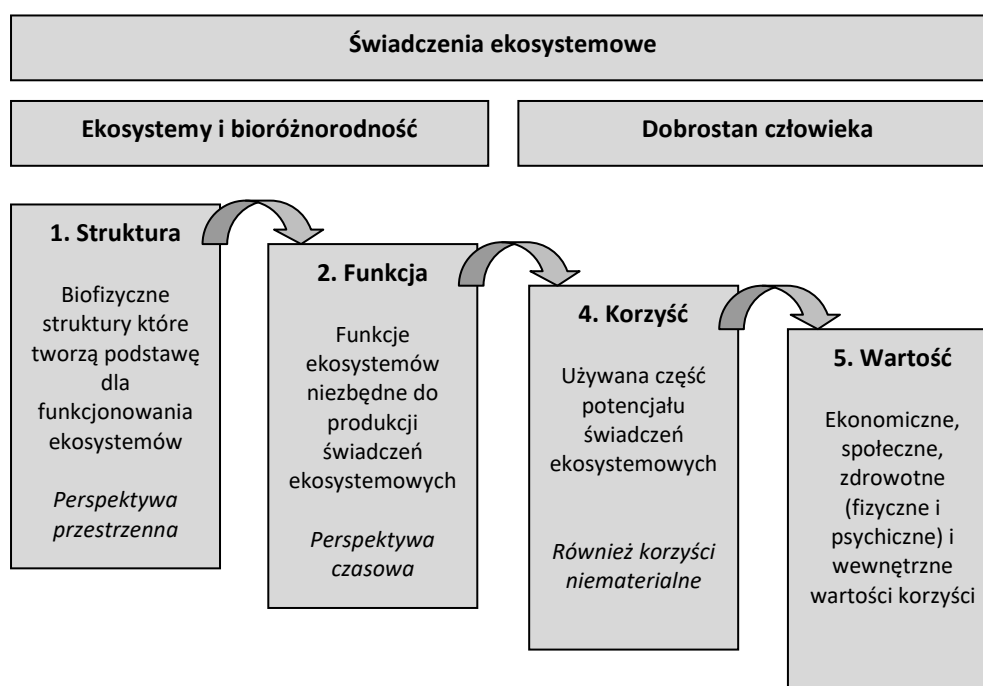 Świadczenia ekosystemowe
Ekosystemy i bioróżnorodność
Dobrostan człowieka
1. Struktura
Biofizyczne
struktury które
tworzą podstawę
dla
funkcjonowania
ekosystemów
Perspektywa
przestrzenna
2. Funkcja
Funkcje
ekosystemów
niezbędne do
produkcji
świadczeń
ekosystemowych
Perspektywa
czasowa
4. Korzyść
Używana część
potencjału
świadczeń
ekosystemowych
Również korzyści
niematerialne
5. Wartość
Ekonomiczne,
społeczne,
zdrowotne
(fizyczne i
psychiczne) i
wewnętrzne
wartości korzyści